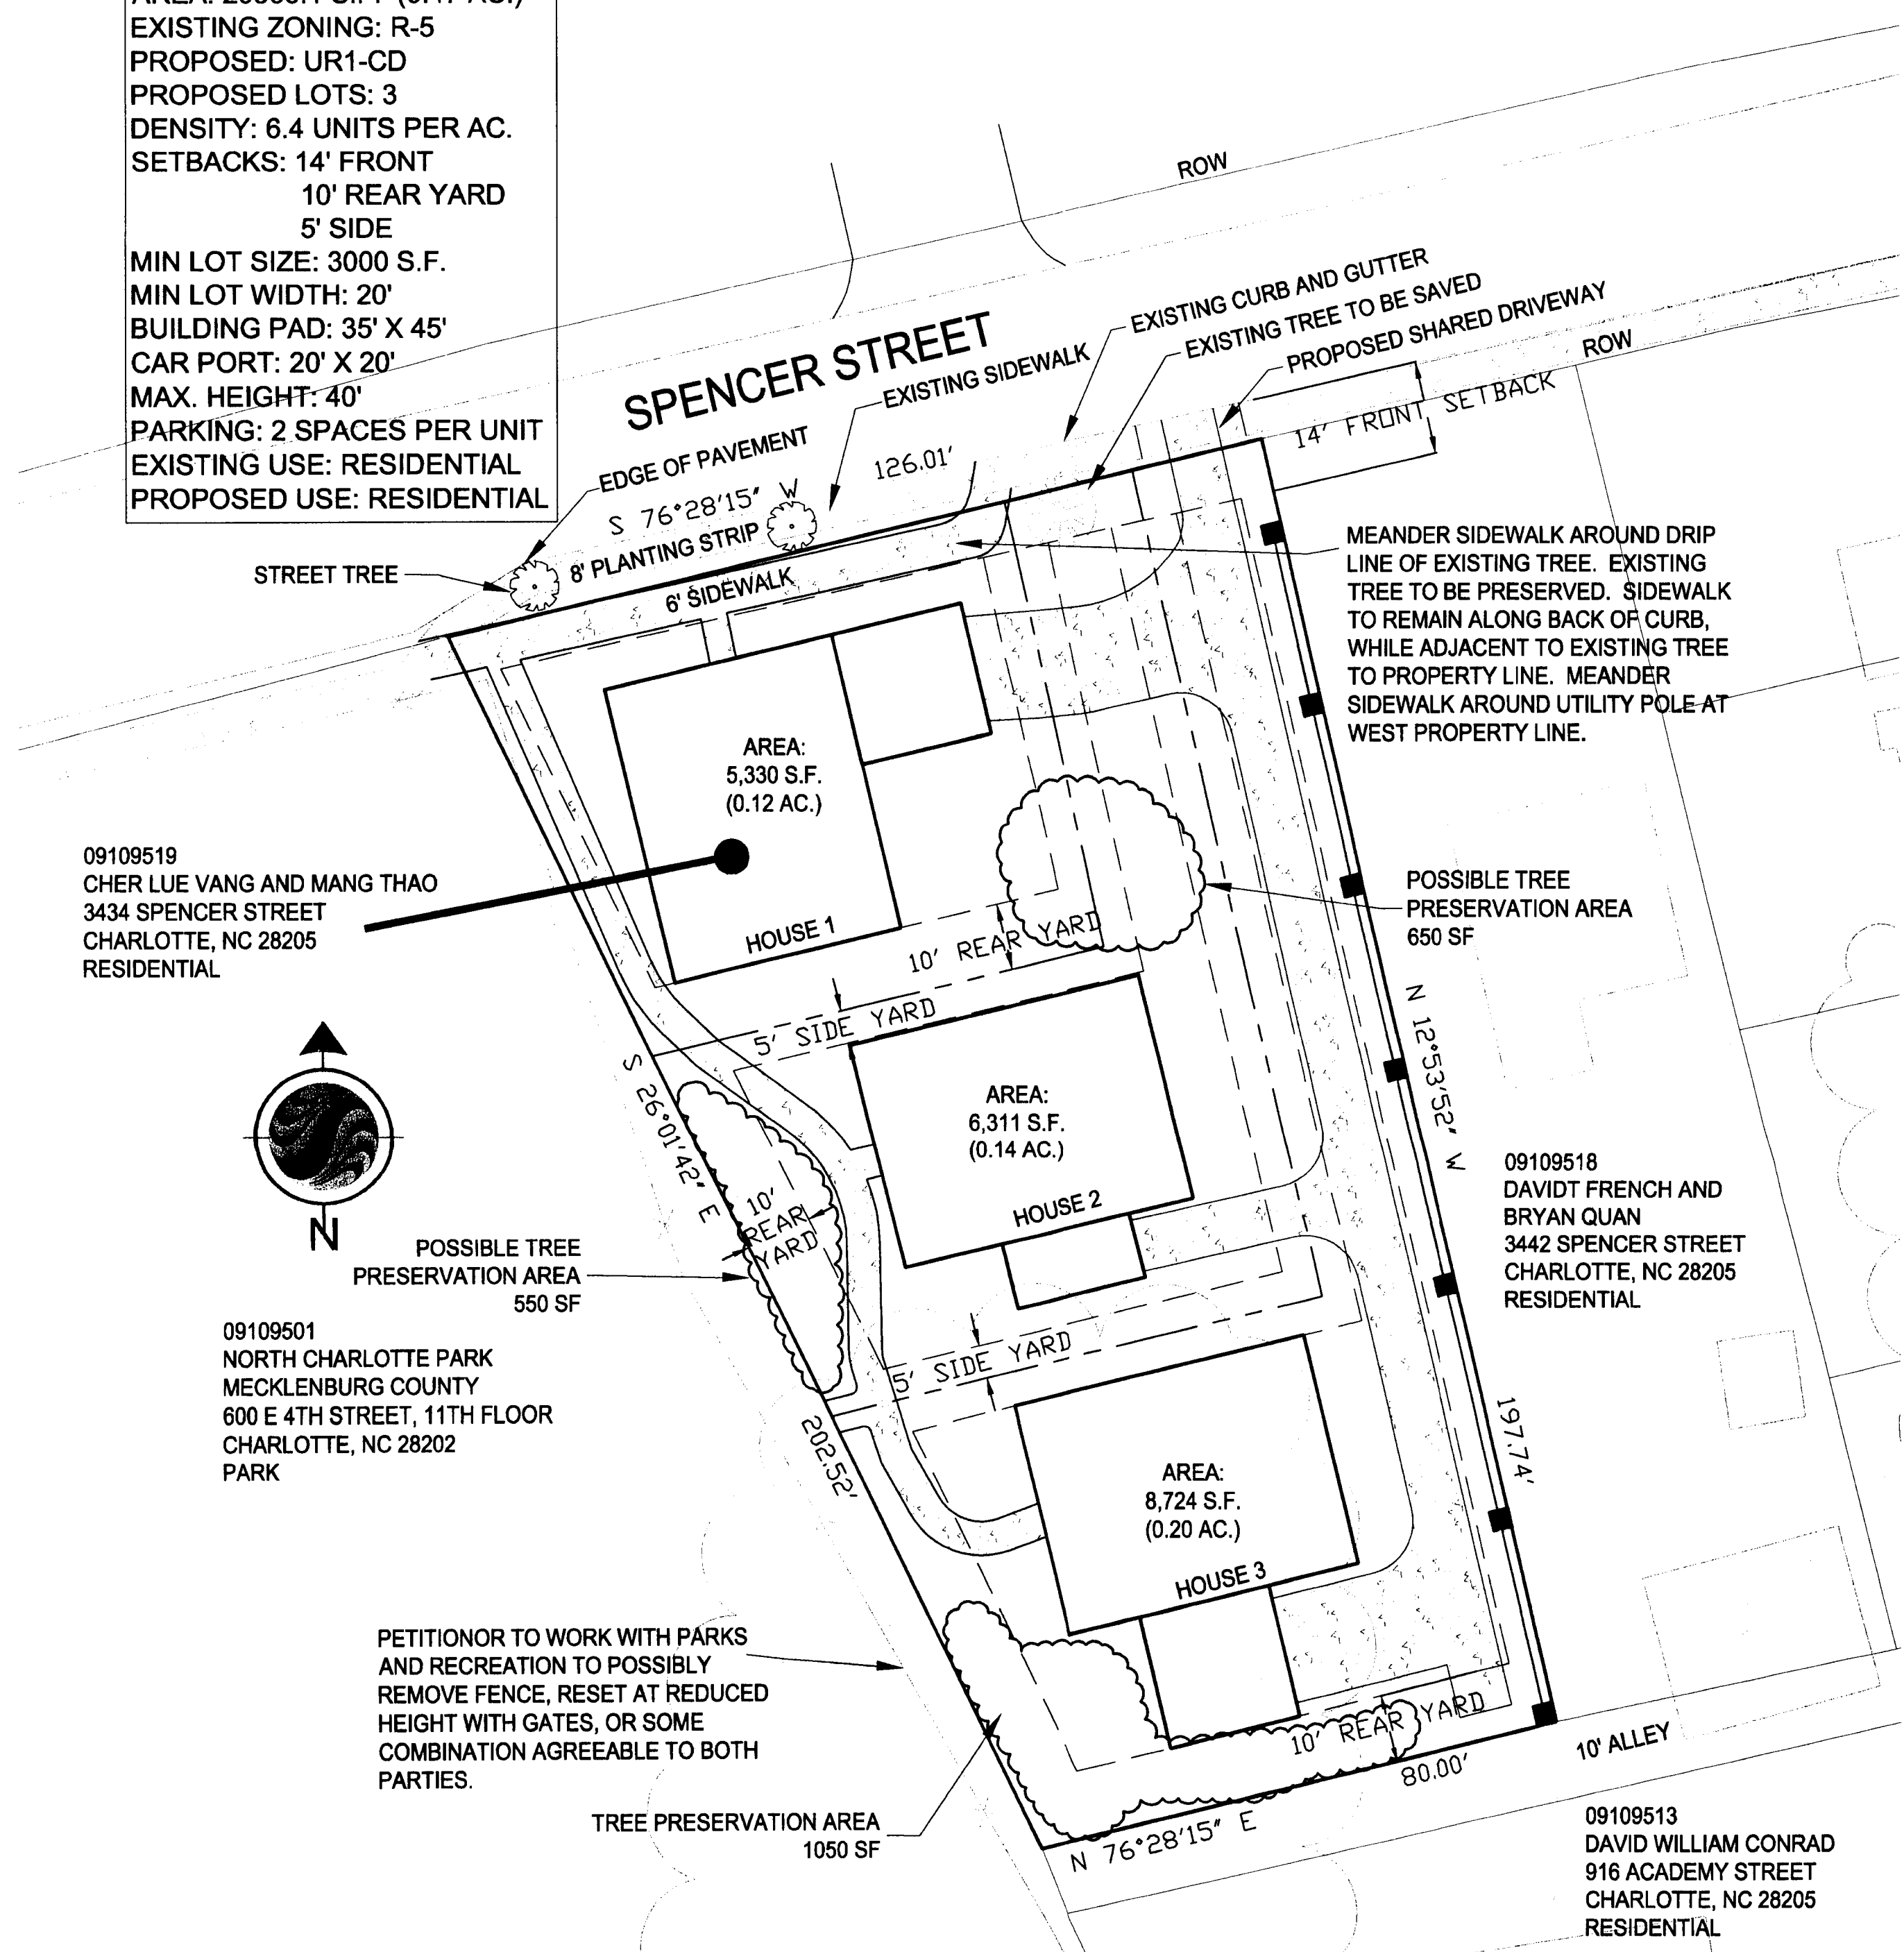 EXISTING ZONING: R-5
PROPOSED: UR1-CD
PROPOSED LOTS: 3
DENSITY: 6.4 UNITS PER AC.
SETBACKS: 14' FRONT
10' REAR YARD
5' SIDE
MIN LOT SIZE: 3000 S.F.
MIN LOT WIDTH: 20'
BUILDING PAD: 35' X 45'
CAR PORT: 20' X 20'
MAX. HEIGHT: 40'
PARKING: 2 SPACES PER UNIT
EXISTING USE: RESIDENTIAL
PROPOSED USE: RESIDENTIAL
ROW
SPENCER STREET
EXISTING CURB AND GUTTER
EXISTING TREE TO BE SAVED
PROPOSED SHARED DRIVEWAY
ROW
EXISTING SIDEWALK
14' FRONT SETBACK
EDGE OF PAVEMENT
126.01'
S 76°28'15" W
8' PLANTING STRIP
6' SIDEWALK
STREET TREE
MEANDER SIDEWALK AROUND DRIP
LINE OF EXISTING TREE. EXISTING
TREE TO BE PRESERVED. SIDEWALK
TO REMAIN ALONG BACK OF CURB,
WHILE ADJACENT TO EXISTING TREE
TO PROPERTY LINE. MEANDER
SIDEWALK AROUND UTILITY POLE AT
WEST PROPERTY LINE.
AREA:
5,330 S.F.
(0.12 AC.)
HOUSE 1
09109519
CHER LUE VANG AND MANG THAO
3434 SPENCER STREET
CHARLOTTE, NC 28205
RESIDENTIAL
POSSIBLE TREE
PRESERVATION AREA
650 SF
10' REAR YARD
5' SIDE YARD
N 12°53'52" W
S 26°01'42" E
AREA:
6,311 S.F.
(0.14 AC.)
HOUSE 2
N
10'
REAR
YARD
POSSIBLE TREE
PRESERVATION AREA
550 SF
09109518
DAVIDT FRENCH AND
BRYAN QUAN
3442 SPENCER STREET
CHARLOTTE, NC 28205
RESIDENTIAL
09109501
NORTH CHARLOTTE PARK
MECKLENBURG COUNTY
600 E 4TH STREET, 11TH FLOOR
CHARLOTTE, NC 28202
PARK
5' SIDE YARD
202.52'
197.74'
AREA:
8,724 S.F.
(0.20 AC.)
HOUSE 3
PETITIONOR TO WORK WITH PARKS
AND RECREATION TO POSSIBLY
REMOVE FENCE, RESET AT REDUCED
HEIGHT WITH GATES, OR SOME
COMBINATION AGREEABLE TO BOTH
PARTIES.
10' REAR YARD
80.00'
10' ALLEY
TREE PRESERVATION AREA
1050 SF
N 76°28'15" E
09109513
DAVID WILLIAM CONRAD
916 ACADEMY STREET
CHARLOTTE, NC 28205
RESIDENTIAL